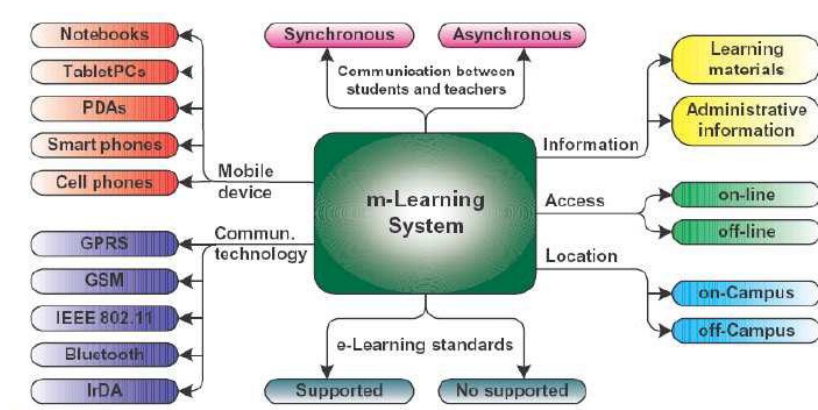 Notebooks
TabletPCs
PDAs
Smart phones
Cell phones
Mobile
device
Synchronous
Asynchronous
Communication between
students and teachers
Information
Learning
materials
Administrative
information
m-Learning
System
Access
on-line
off-line
Location
on-Campus
off-Campus
Commun.
technology
GPRS
GSM
IEEE 802.11
Bluetooth
IrDA
e-Learning standards
Supported
No supported